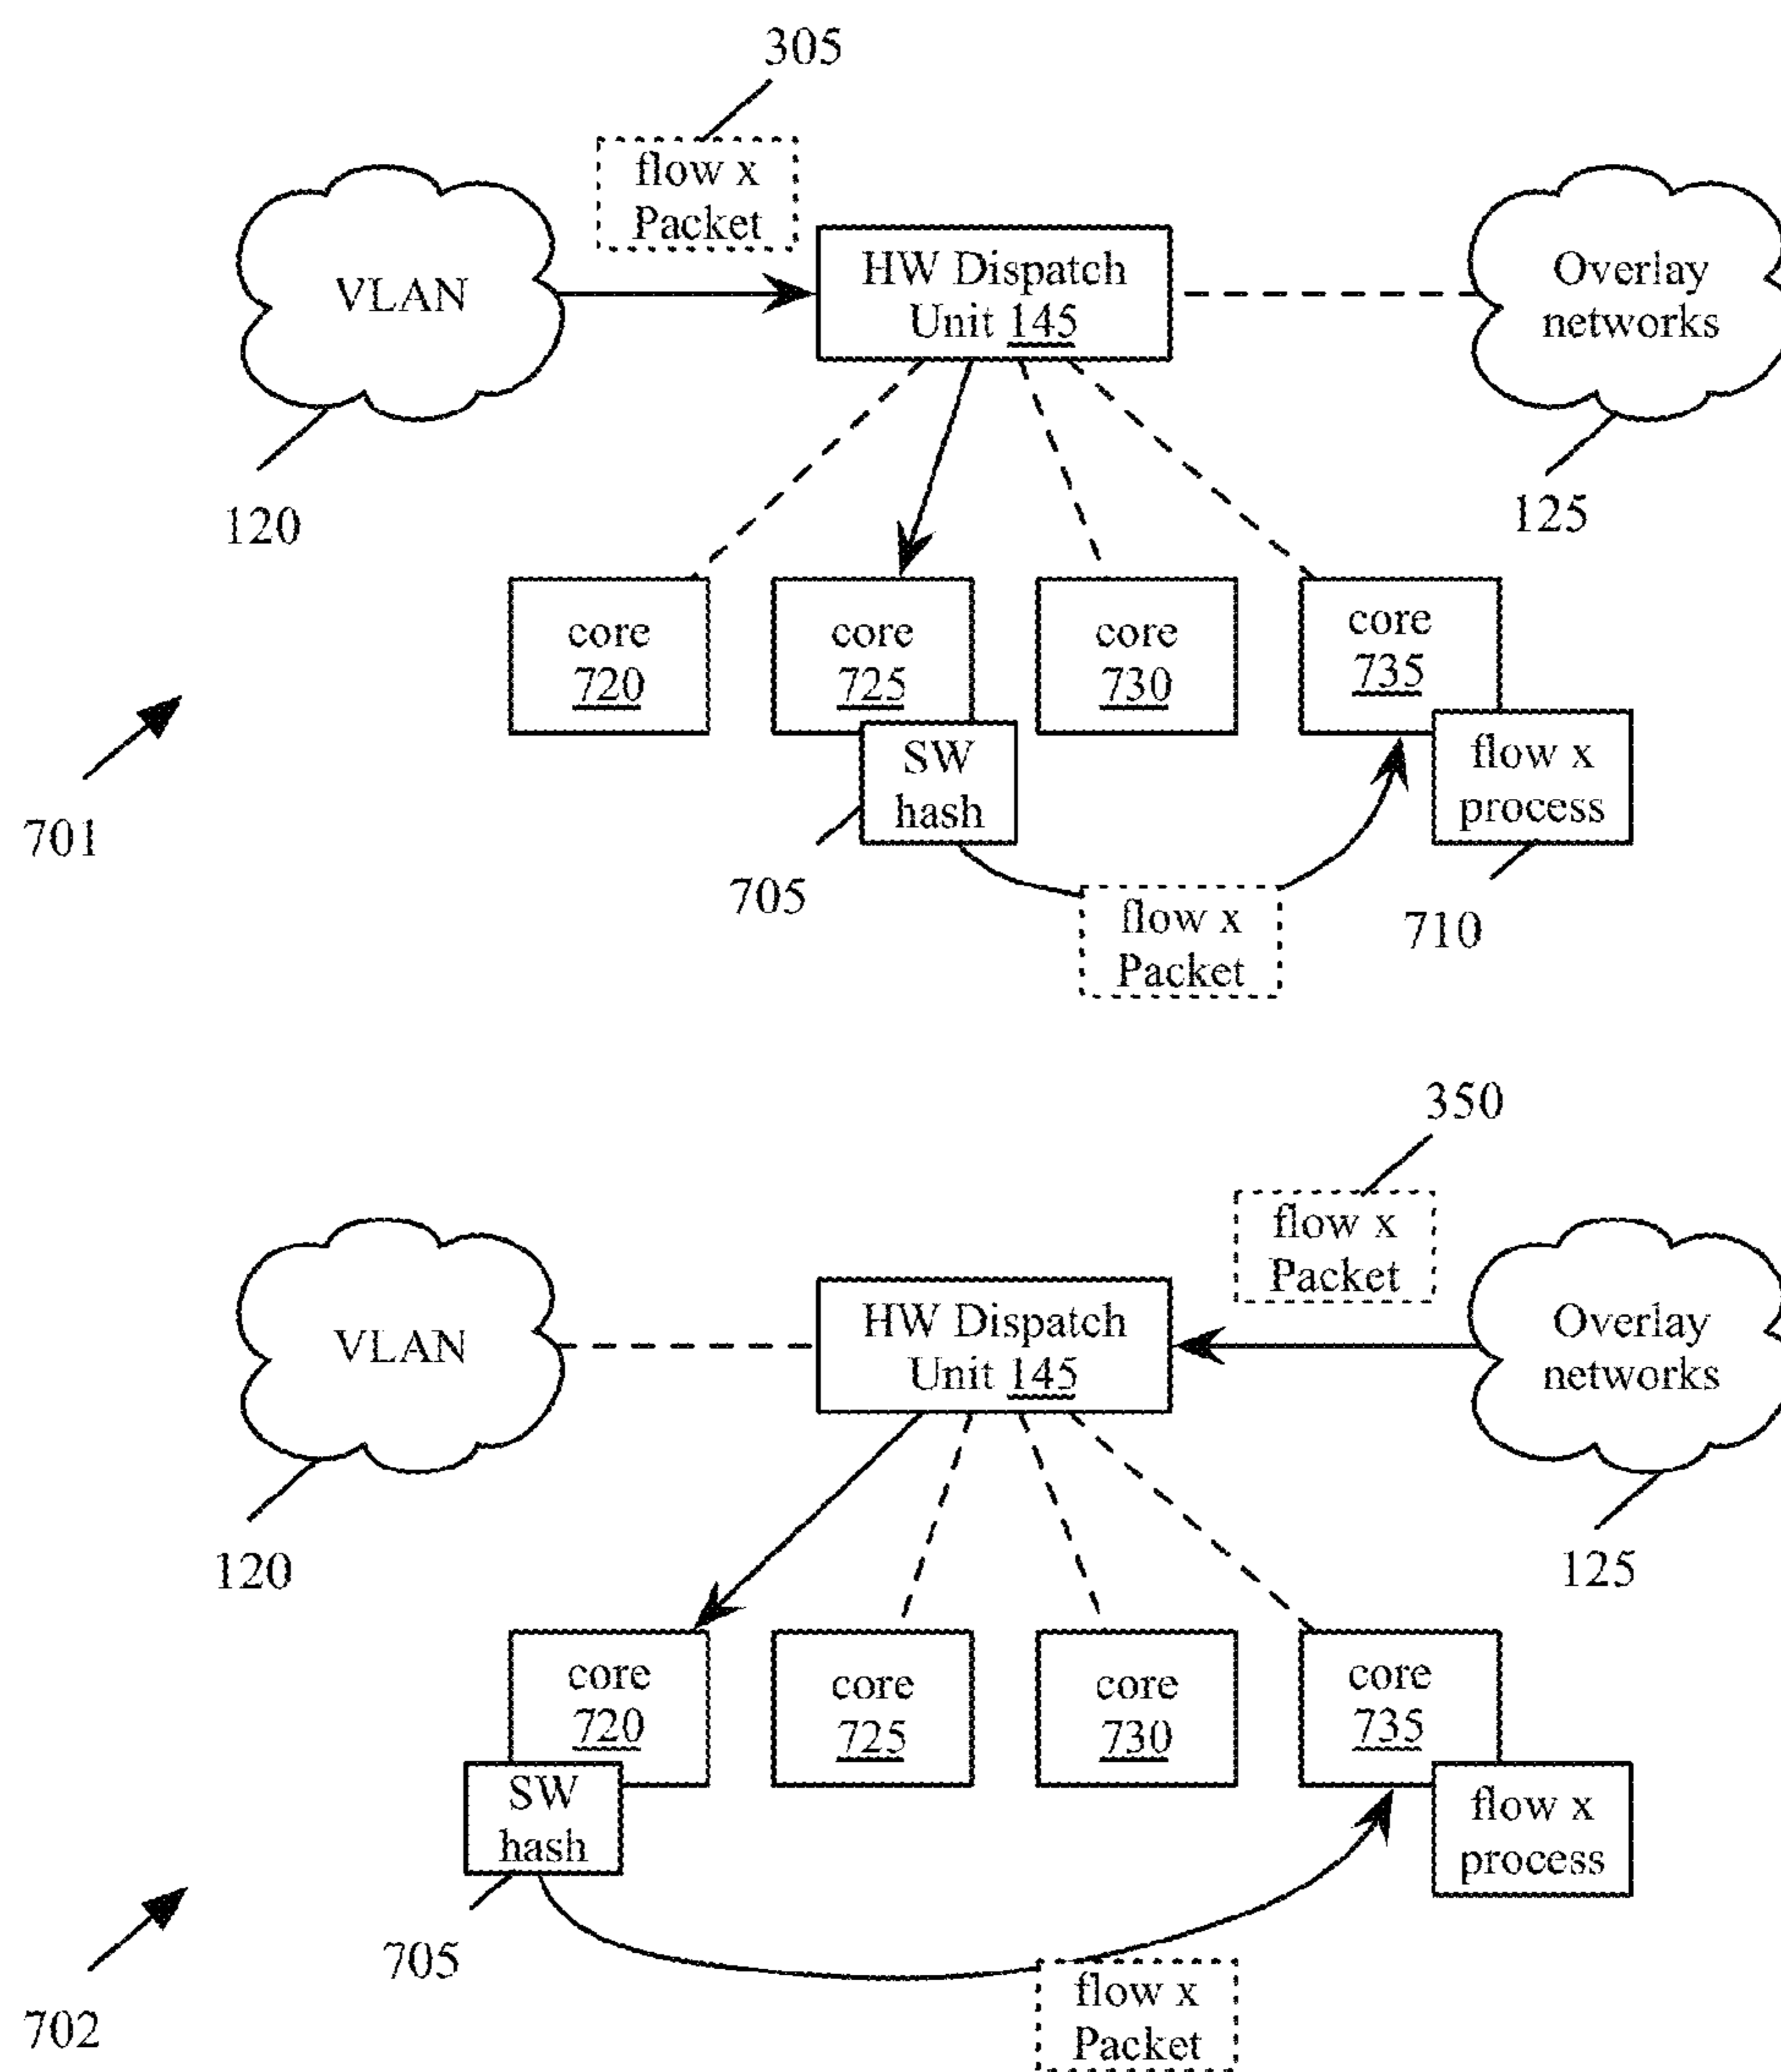 305
flow x
Packet
VLAN
HW Dispatch
Unit 145
Overlay
networks
120
125
core
720
core
725
core
730
core
735
SW
hash
flow x
process
701
705
710
flow x
Packet
350
flow x
Packet
VLAN
HW Dispatch
Unit 145
Overlay
networks
120
125
core
720
core
725
core
730
core
735
SW
hash
flow x
process
705
702
flow x
Packet